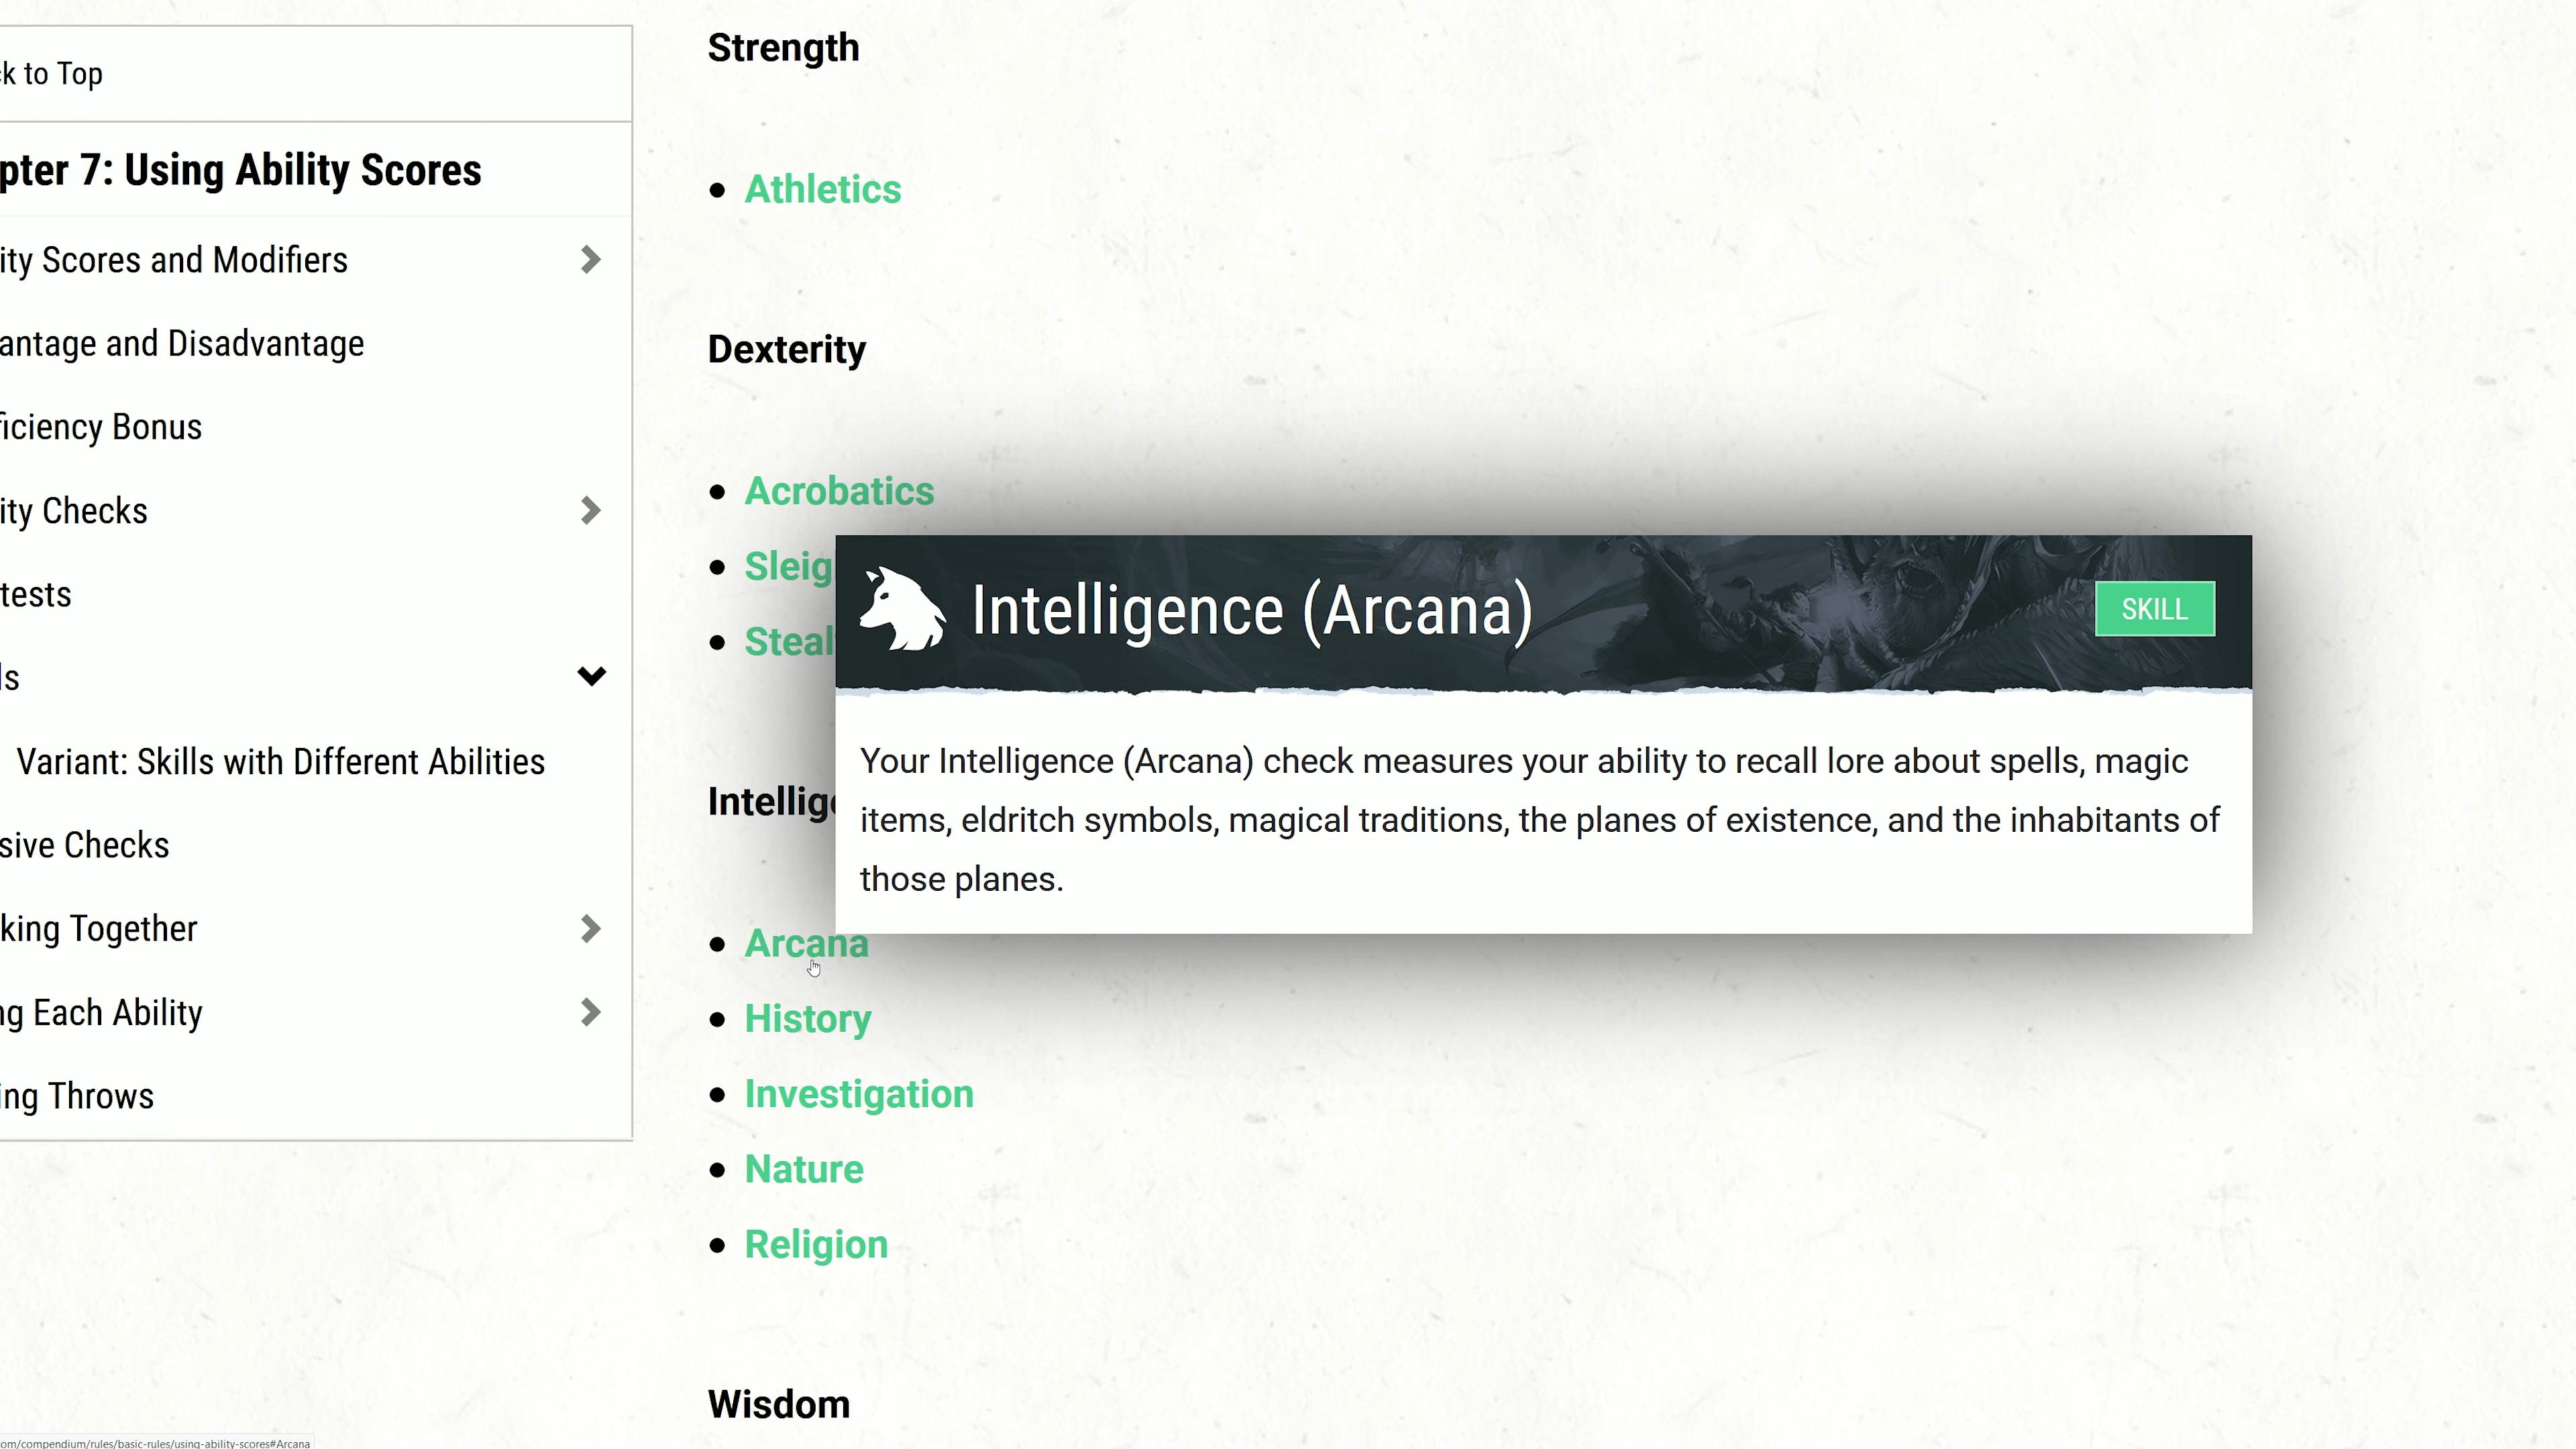 ck to Top
pter 7: Using Ability Scores
ity Scores and Modifiers
antage and Disadvantage
ficiency Bonus
ity Checks
tests
ls
Variant: Skills with Different Abilities
sive Checks
king Together
ng Each Ability
ing Throws
Strength
Athletics
Dexterity
Acrobatics
Sleig
Steal
Intellige
Arcana
History
Investigation
Nature
Religion
Wisdom
Intelligence (Arcana)
SKILL
Your Intelligence (Arcana) check measures your ability to recall lore about spells, magic
items, eldritch symbols, magical traditions, the planes of existence, and the inhabitants of
those planes.
om/compendium/rules/basic-rules/using-ability-scores#Arcana